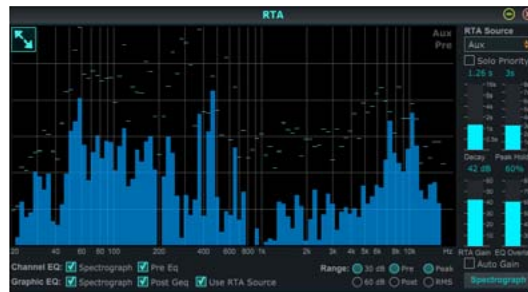 RTA
Aux
Pre
RTA Source
Aux
Solo Priority
1.26 s 3s
Decay Peak Hold
42 dB 60%
RTA Gain EQ Overlay
Auto Gain
Spectrograph
20 40 60 80 100 200 400 600 800 1k 2k 3k 4k 5k 6k 8k 10k Hz
Channel EQ: Spectrograph Pre Eq
Range: 30 dB Pre Peak
Graphic EQ: Spectrograph Post Geq Use RTA Source
60 dB Post RMS